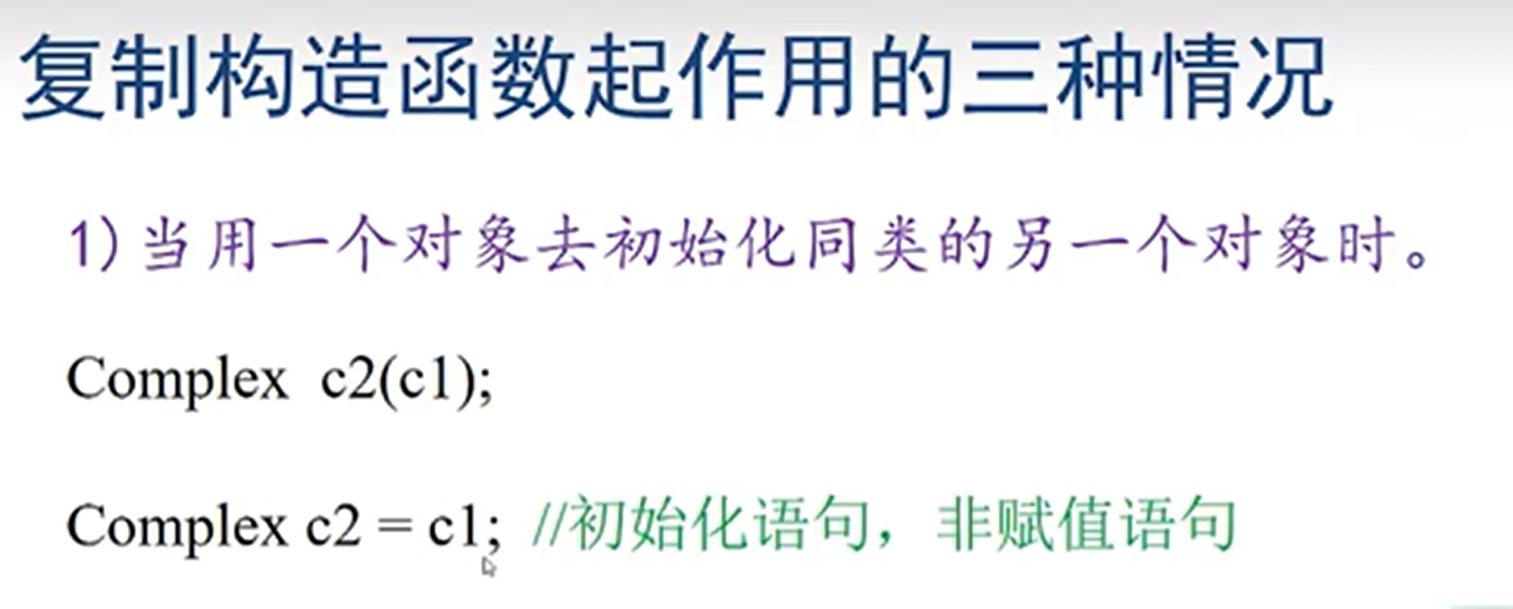 复制构造函数起作用的三种情况
1)当用一个对象去初始化同类的另一个对象时。
Complex c2(c1);
Complex c2 = c1; //初始化语句，非赋值语句